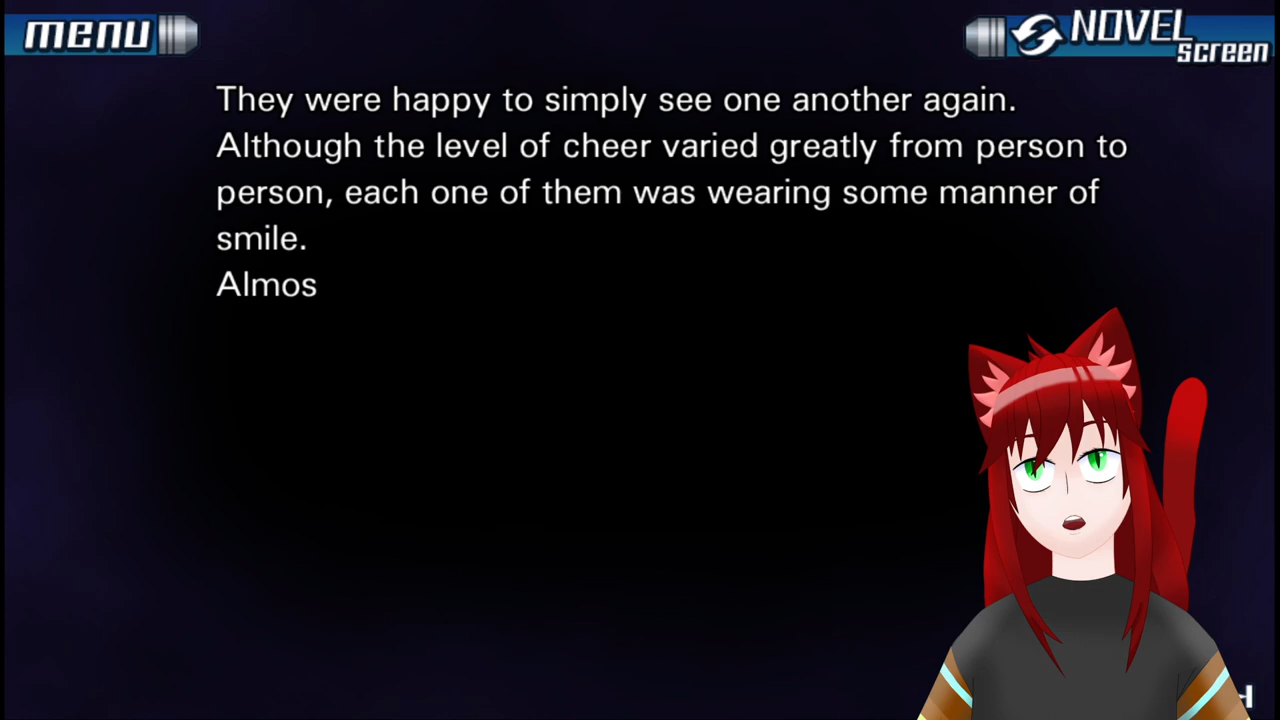 menu
NOVEL
screen
They were happy to simply see one another again.
Although the level of cheer varied greatly from person to
person, each one of them was wearing some manner of
smile.
Almos